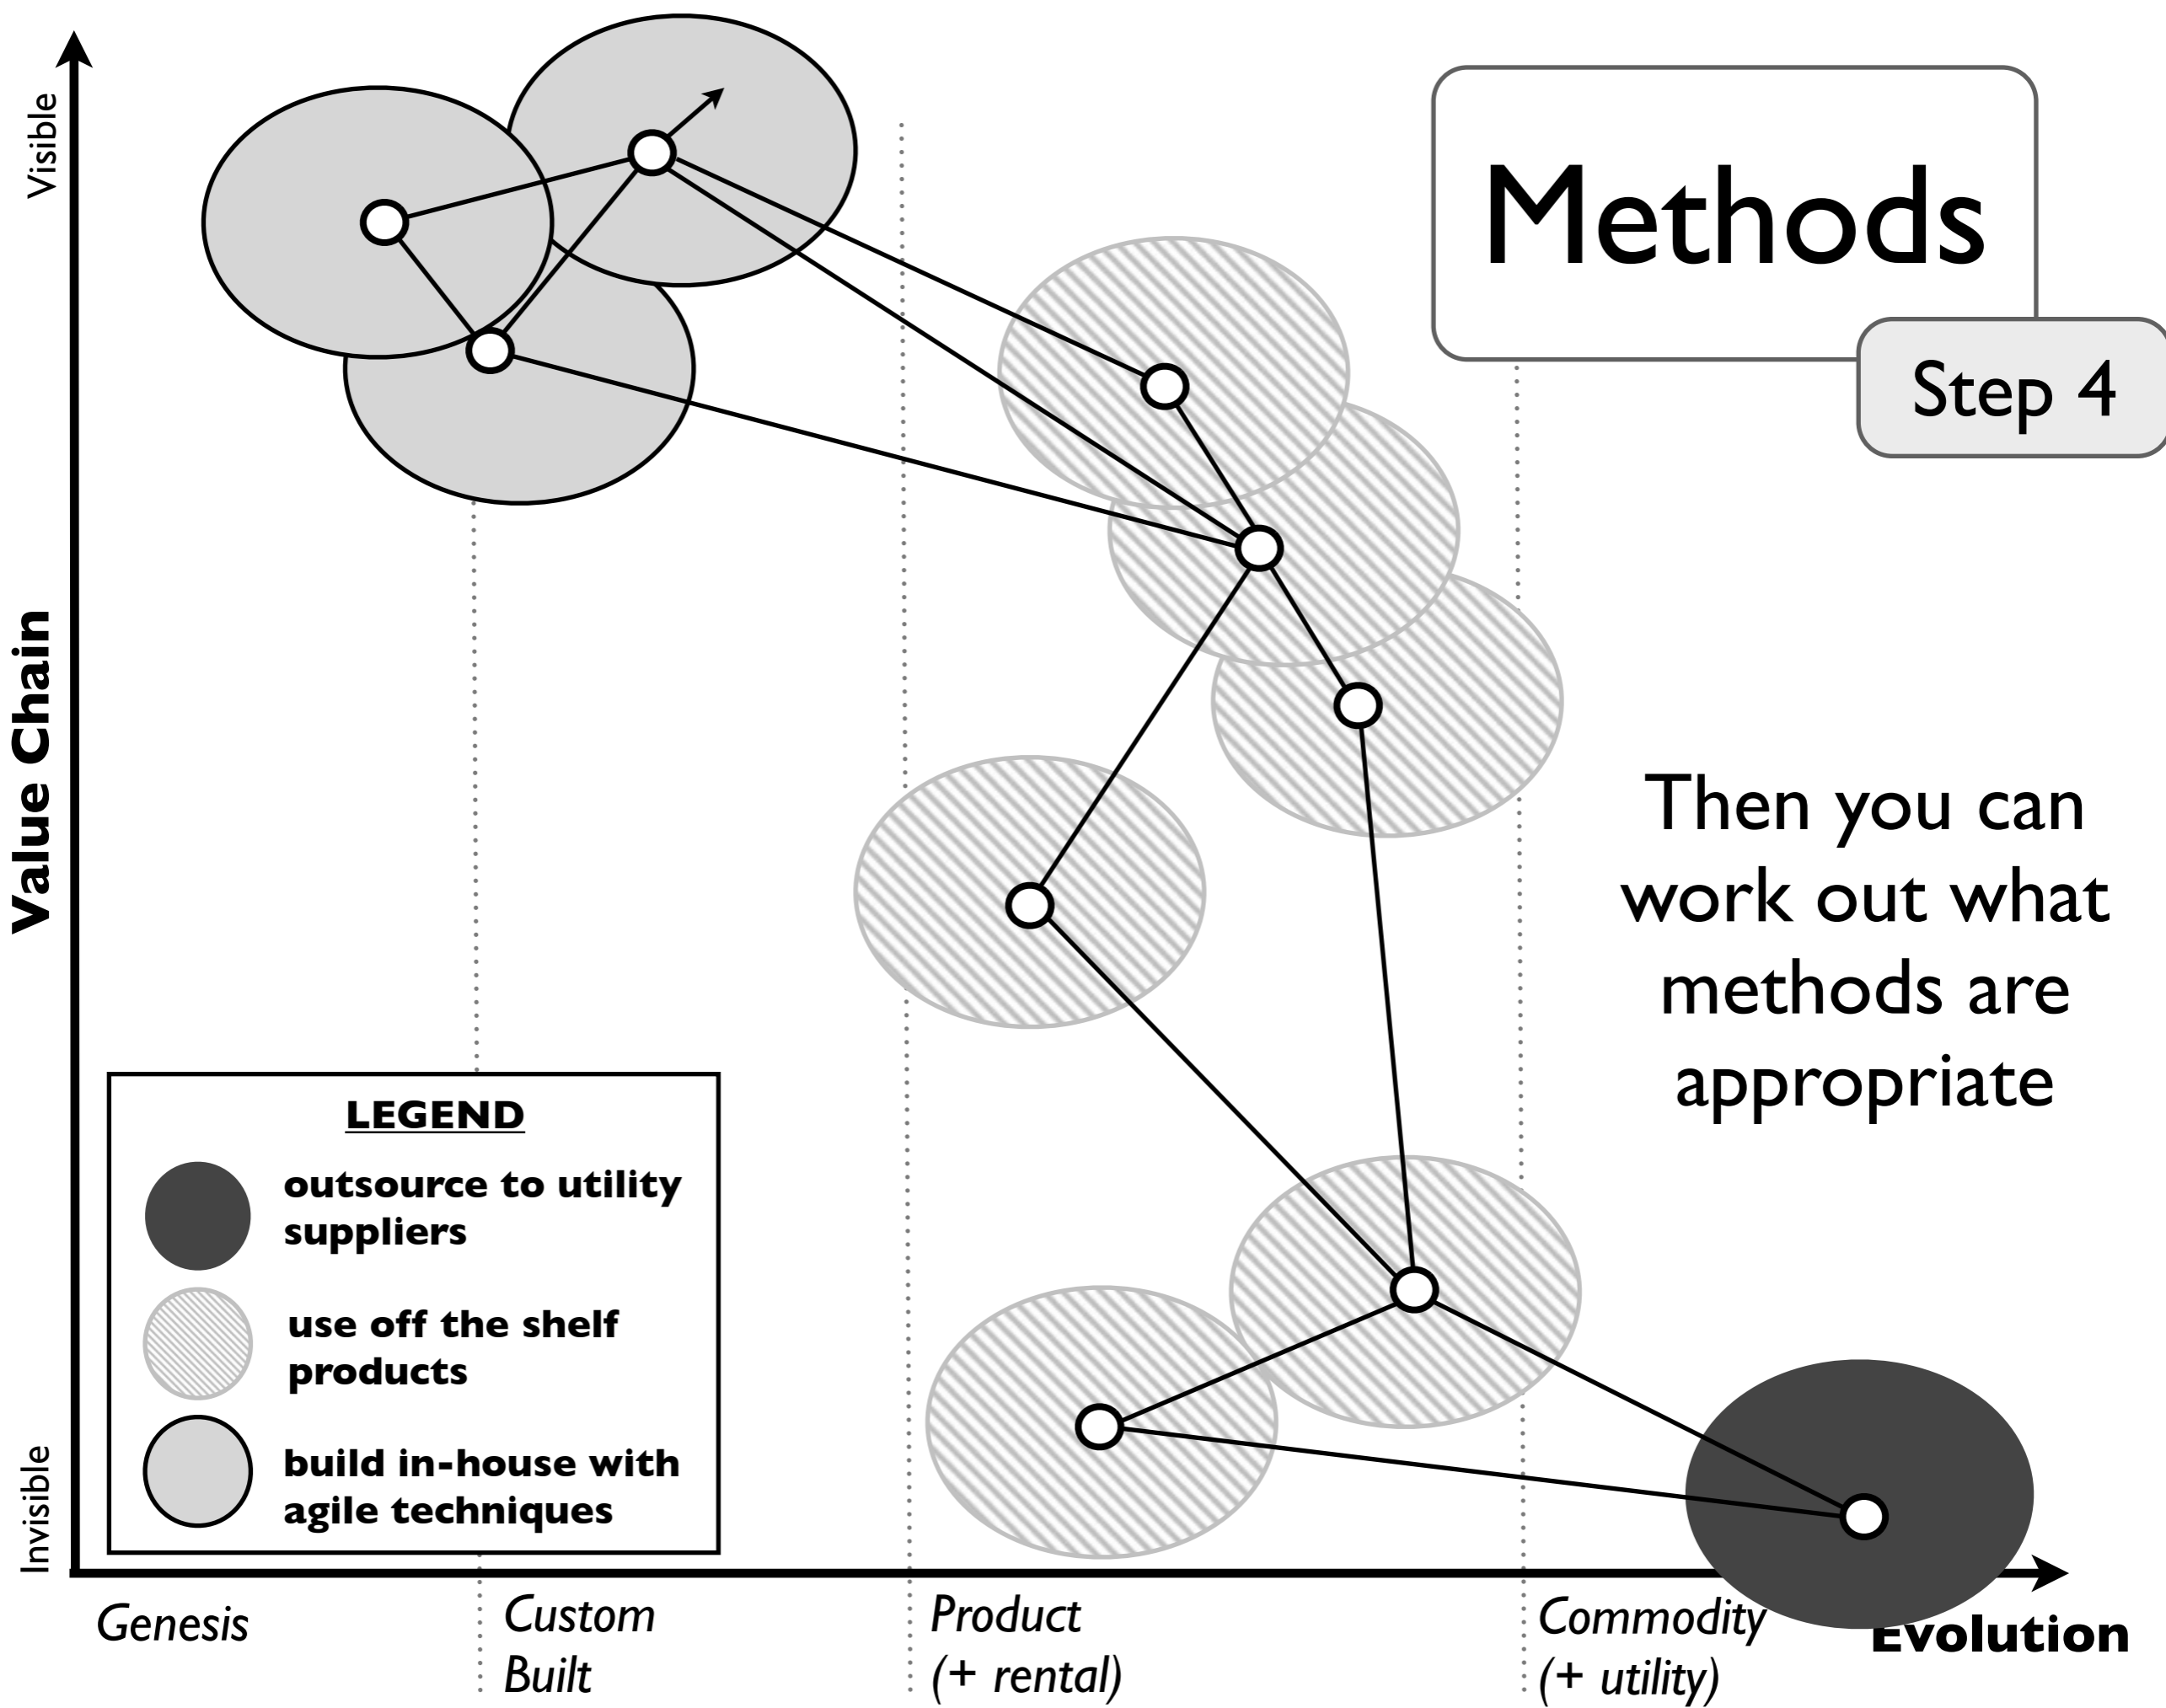 Visible
Methods
Step 4
Value Chain
Then you can
work out what
methods are
appropriate
LEGEND
outsource to utility
suppliers
use off the shelf
products
build in-house with
agile techniques
Invisible
Genesis
Custom
Built
Product
(+ rental)
Commodity
(+ utility)
Evolution